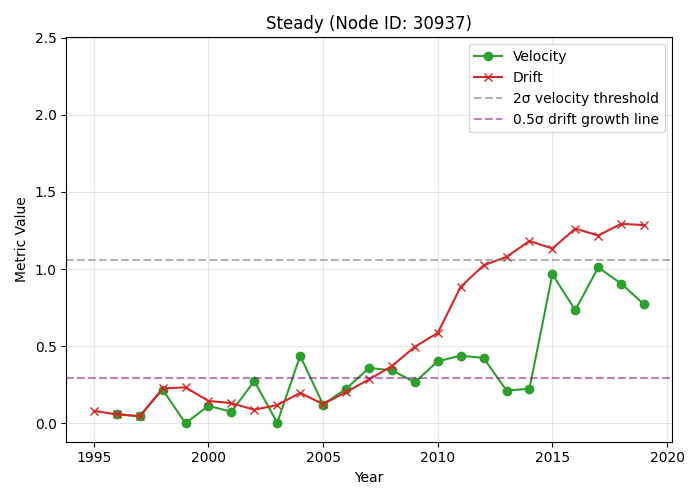 Steady (Node ID: 30937)
2.5
2.0
1.5
1.0
0.5
0.0
Metric Value
Velocity
Drift
2σ velocity threshold
0.5σ drift growth line
1995
2000
2005
2010
2015
2020
Year